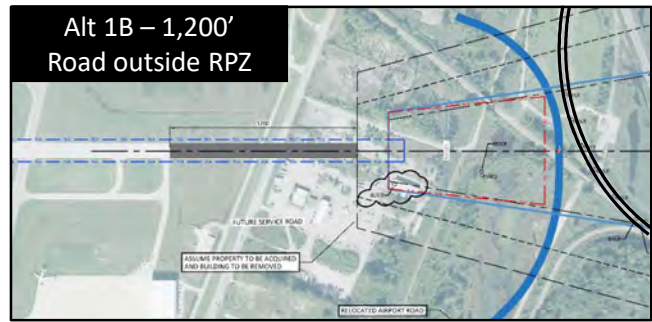 Alt 1B – 1,200’
Road outside RPZ
FUTURE SERVICE ROAD
ASSUME PROPERTY TO BE ACQUIRED
AND BUILDING TO BE REMOVED
RELOCATED AIRPORT ROAD